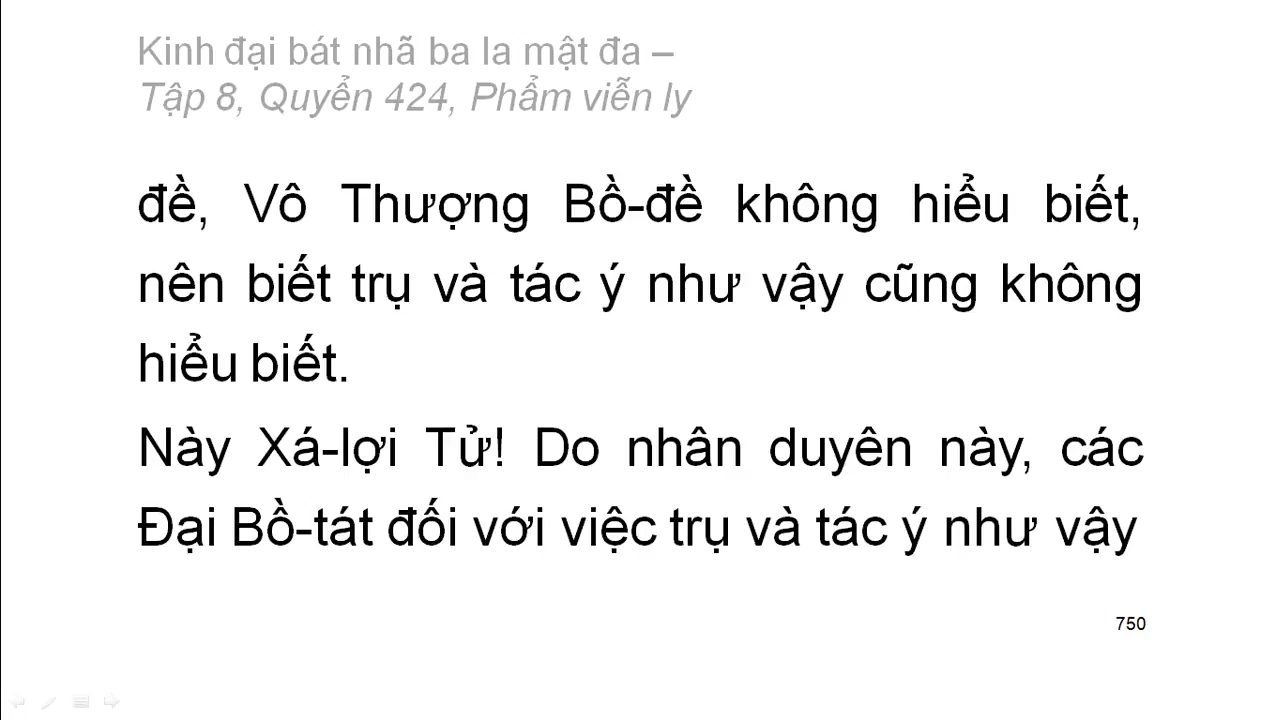 Kinh đại bát nhã ba la mật đa –
Tập 8, Quyển 424, Phẩm viễn ly
đề, Vô Thượng Bồ-đề không hiểu biết,
nên biết trụ và tác ý như vậy cũng không
hiểu biết.
Này Xá-lợi Tử! Do nhân duyên này, các
Đại Bồ-tát đối với việc trụ và tác ý như vậy
750